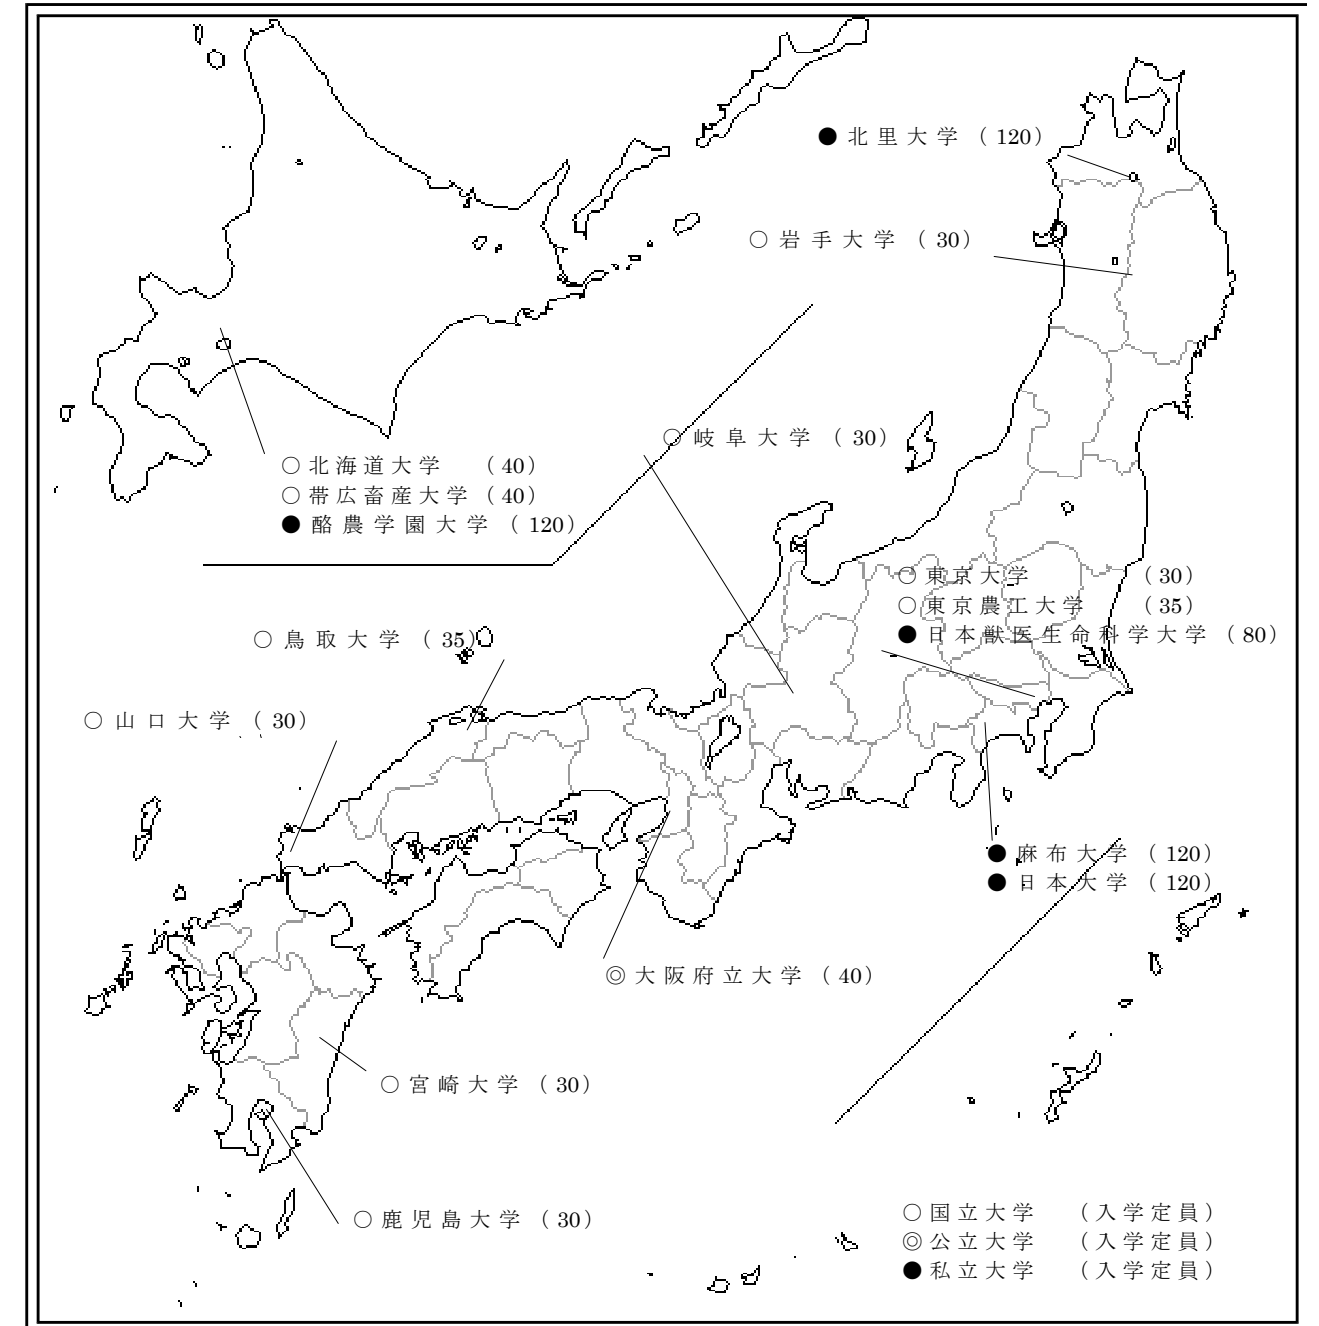 ●北里大学（120）
○岩手大学（30）
○岐阜大学（30）
○北海道大学　（40）
○帯広畜産大学（40）
●酪農学園大学（120）
○東京大学　（30）
○東京農工大学　（35）
●日本獣医生命科学大学（80）
○鳥取大学（35）
○山口大学（30）
●麻布大学（120）
●日本大学（120）
◎大阪府立大学（40）
○宮崎大学（30）
○鹿児島大学（30）
○国立大学　（入学定員）
◎公立大学　（入学定員）
●私立大学　（入学定員）